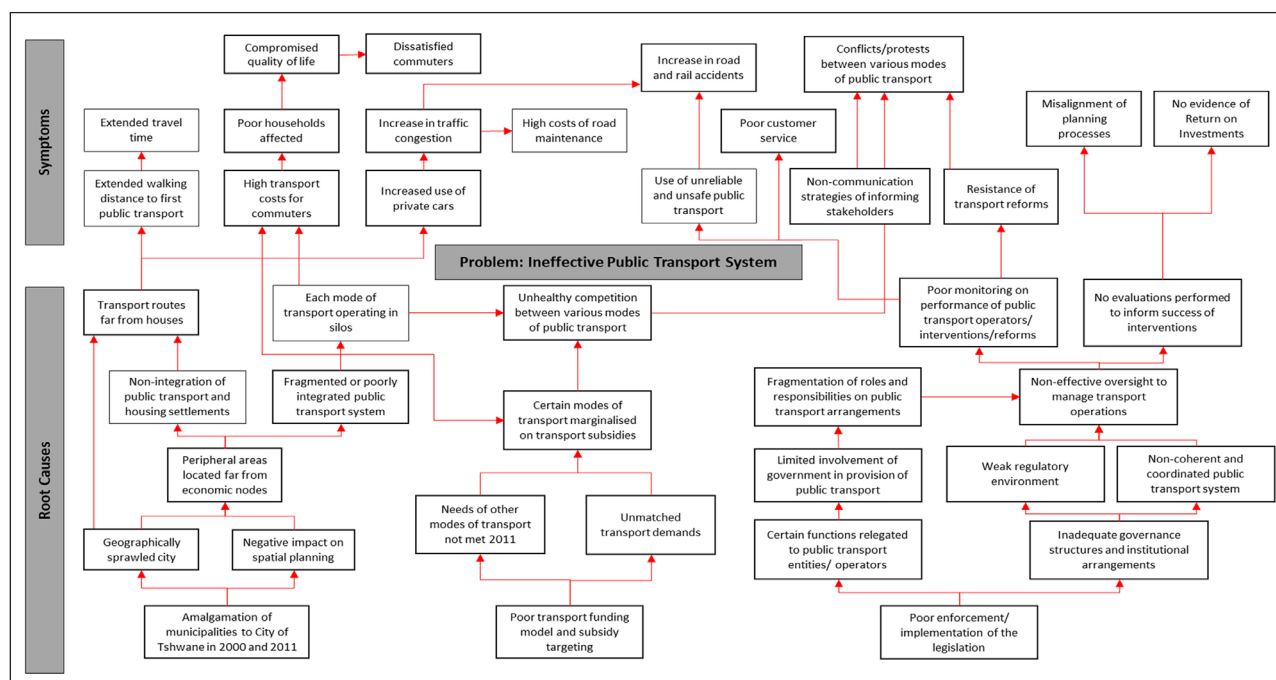 Symptoms
Compromised
quality of life
Dissatisfied
commuters
Increase in road
and rail accidents
Conflicts/protests
between various modes
of public transport
Extended travel
time
Poor households
affected
Increase in traffic
congestion
High costs of road
maintenance
Poor customer
service
Misalignment of
planning
processes
No evidence of
Return on
Investments
Extended walking
distance to first
public transport
High transport
costs for
commuters
Increased use of
private cars
Use of unreliable
and unsafe public
transport
Non-communication
strategies of informing
stakeholders
Resistance of
transport reforms
Problem: Ineffective Public Transport System
Root Causes
Transport routes
far from houses
Each mode of
transport operating in
silos
Unhealthy competition
between various modes
of public transport
Poor monitoring on
performance of public
transport operators/
interventions/reforms
No evaluations performed
to inform success of
interventions
Non-integration of
public transport and
housing settlements
Fragmented or poorly
integrated public
transport system
Certain modes of
transport marginalised
on transport subsidies
Fragmentation of roles and
responsibilities on public
transport arrangements
Non-effective oversight to
manage transport
operations
Peripheral areas
located far from
economic nodes
Limited involvement of
government in provision of
public transport
Weak regulatory
environment
Non-coherent and
coordinated public
transport system
Needs of other
modes of transport
not met 2011
Unmatched
transport demands
Geographically
sprawled city
Negative impact on
spatial planning
Certain functions relegated
to public transport
entities/ operators
Inadequate governance
structures and institutional
arrangements
Amalgamation of
municipalities to City of
Tshwane in 2000 and 2011
Poor transport funding
model and subsidy
targeting
Poor enforcement/
implementation of the
legislation